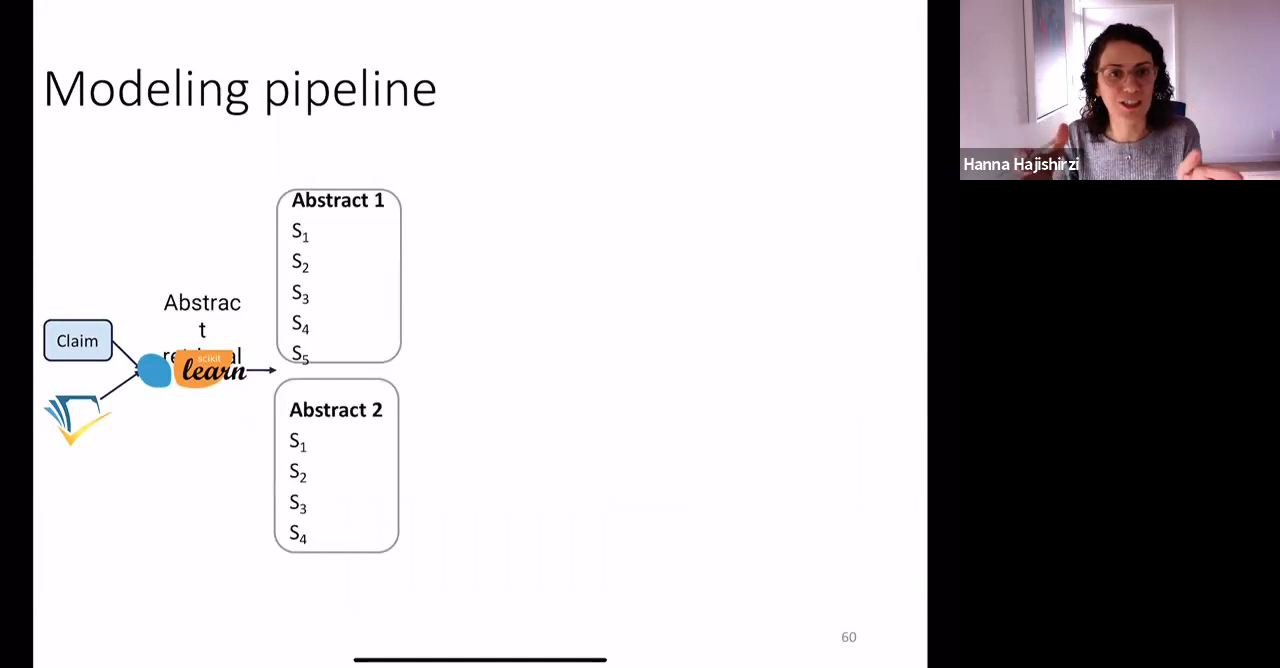 Modeling pipeline
Hanna Hajishirzi
Abstract 1
S₁
S₂
S₃
S₄
S₅
Abstrac
t
Claim
scikit
learn
Abstract 2
S₁
S₂
S₃
S₄
60